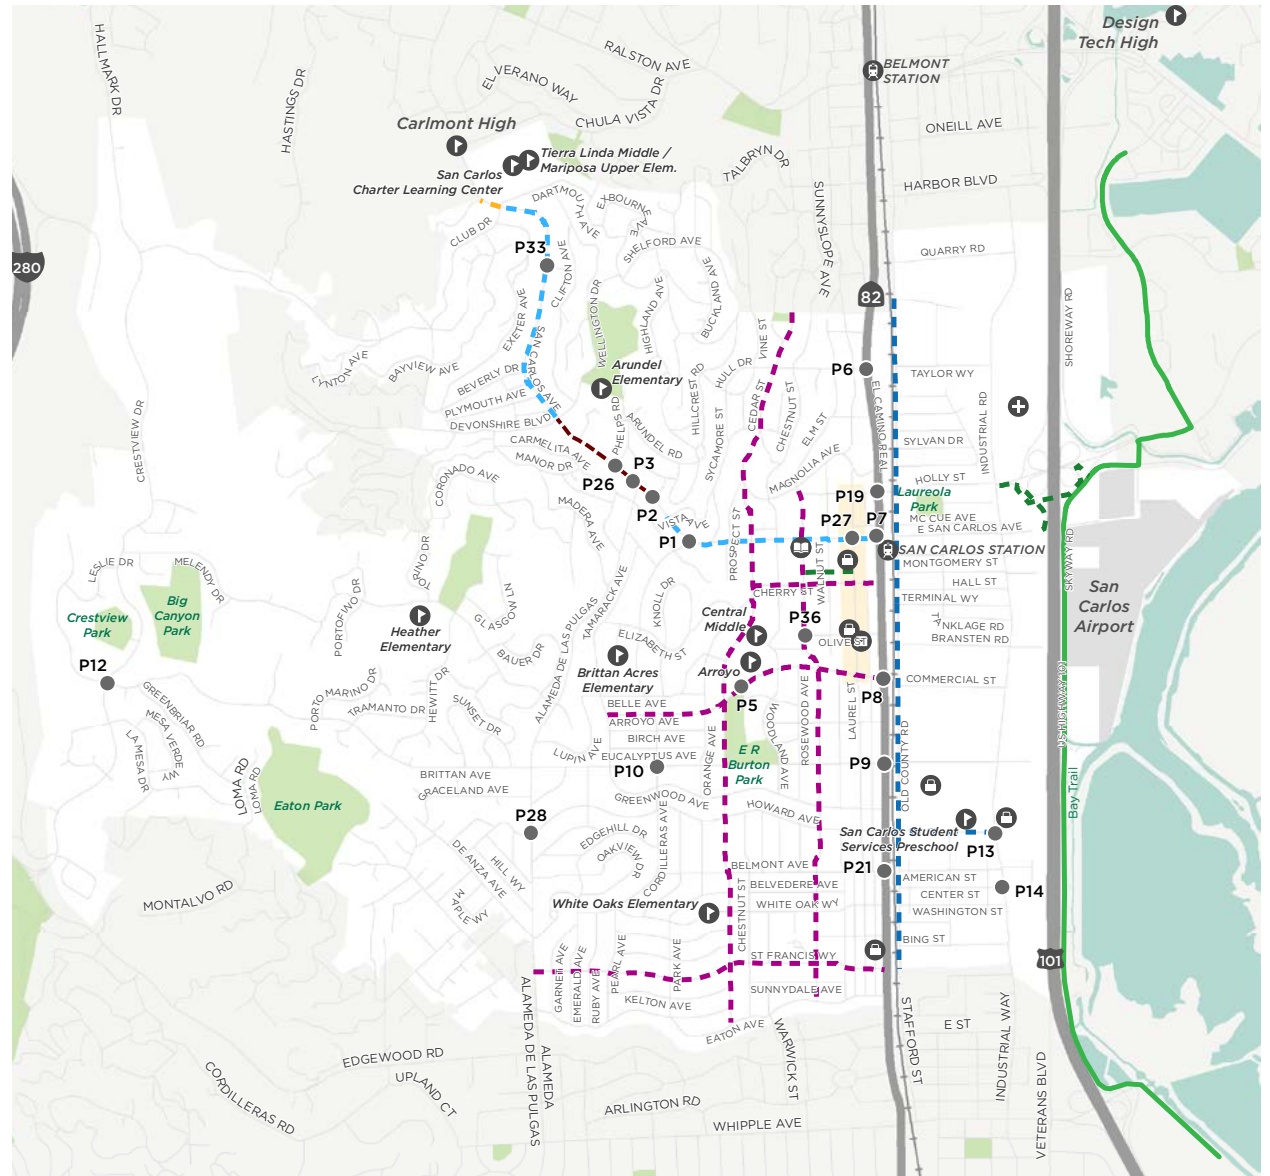 Design
Tech High
HALLMARK DR
HASTINGS DR
RALSTON AVE
EL VERANO WAY
CHULA VISTA DR
BELMONT
STATION
ONEILL AVE
Carlmont High
Tierra Linda Middle /
Mariposa Upper Elem.
San Carlos
Charter Learning Center
TALBRYN DR
HARBOR BLVD
SUNNYSLOPE AVE
DARTMOUTH AVE
ELBOURNE AVE
CLUB DR
SHELFORD AVE
QUARRY RD
P33
280
82
CLIFTON AVE
WELLINGTON DR
HIGHLAND AVE
BUCKLAND AVE
EXETER AVE
SAN CARLOS AVE
VINE ST
SHOREWAY RD
LYNTON AVE
BAYVIEW AVE
BEVERLY DR
PLYMOUTH AVE
DEVONSHIRE BLVD
Arundel
Elementary
HULL DR
HILLCREST RD
P6
TAYLOR WY
EL CAMINO REAL
CEDAR ST
CHESTNUT ST
ELM ST
SYCAMORE ST
INDUSTRIAL RD
CRESTVIEW DR
PHELPS RD
ARUNDEL RD
CARMELITA AVE
MANOR DR
CORONADO AVE
MAGNOLIA AVE
SYLVAN DR
HOLLY ST
P3
P26
P2
P19
Laureola
Park
P27
P7
MC CUE AVE
E SAN CARLOS AVE
MADERA AVE
VISTA AVE
P1
PROSPECT ST
SAN CARLOS STATION
MONTGOMERY ST
SKYWAY RD
LESLIE DR
MELENDY DR
TORINO DR
WALNUT ST
HALL ST
CHERRY ST
TERMINAL WY
San
Carlos
Airport
Crestview
Park
Big
Canyon
Park
PORTOFINO DR
GLASGOW LN
TAMARACK AVE
KNOLL DR
Central
Middle
P36
TANKLAGE RD
BRANSTEN RD
Heather
Elementary
ELIZABETH ST
OLIVE ST
BAUER DR
ALAMEDA DE LAS PULGAS
P12
Brittan Acres
Elementary
Arroyo
P5
P8
COMMERCIAL ST
GREENBRIAR RD
MESA VERDE WY
LA MESA DR
PORTO MARINO DR
TRAMANTO DR
HEWITT DR
SUNSET DR
BELLE AVE
ARROYO AVE
BIRCH AVE
EUCALYPTUS AVE
LUPIN AVE
ORANGE AVE
WOODLAND AVE
ROSEWOOD AVE
LAUREL ST
OLD COUNTY RD
US HIGHWAY 101
LOMA RD
LOMA RD
BRITTAN AVE
GRACELAND AVE
P10
E R
Burton
Park
P9
Eaton Park
GREENWOOD AVE
HOWARD AVE
Bay Trail
P28
EDGEHILL DR
OAKVIEW DR
CORDILLERAS AVE
San Carlos Student
Services Preschool
P13
DE ANZA AVE
HILL WY
MAPLE WY
BELMONT AVE
P21
AMERICAN ST
BELVEDERE AVE
CENTER ST
P14
MONTALVO RD
White Oaks Elementary
WHITE OAK WY
WASHINGTON ST
CHESTNUT ST
BING ST
ST FRANCIS WY
101
GARNET AVE
EMERALD AVE
RUBY AVE
PEARL AVE
PARK AVE
KELTON AVE
SUNNYDALE AVE
EATON AVE
WARWICK ST
STAFFORD ST
E ST
INDUSTRIAL WAY
ALAMEDA DE LAS PULGAS
ALAMEDA
EDGEWOOD RD
UPLAND CT
CORDILLERAS RD
ARLINGTON RD
WHIPPLE AVE
VETERANS BLVD